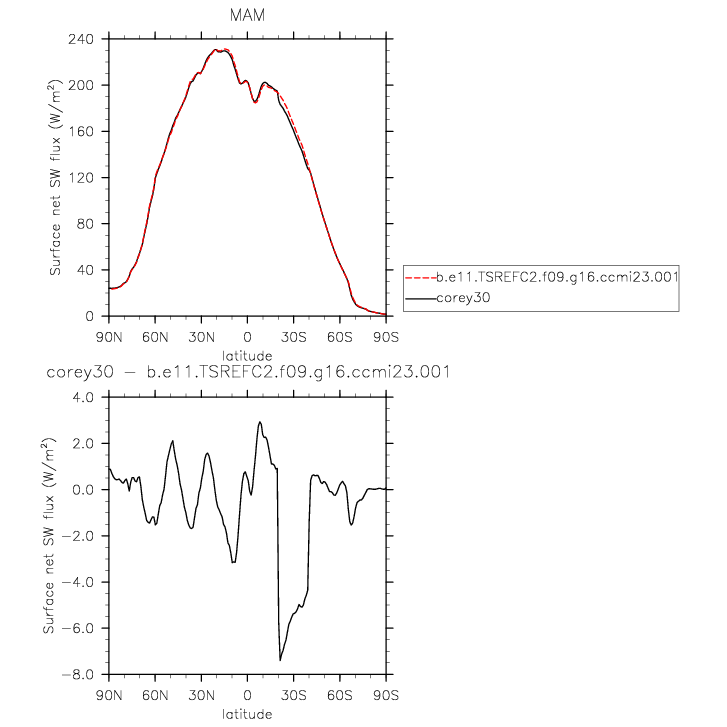 MAM
240
200
160
120
80
40
0
Surface net SW flux (W/m²)
90N 60N 30N 0 30S 60S 90S
latitude
b.e11.TSREFC2.f09.g16.ccmi23.001
corey30
corey30 − b.e11.TSREFC2.f09.g16.ccmi23.001
4.0
2.0
0.0
−2.0
−4.0
−6.0
−8.0
Surface net SW flux (W/m²)
90N 60N 30N 0 30S 60S 90S
latitude